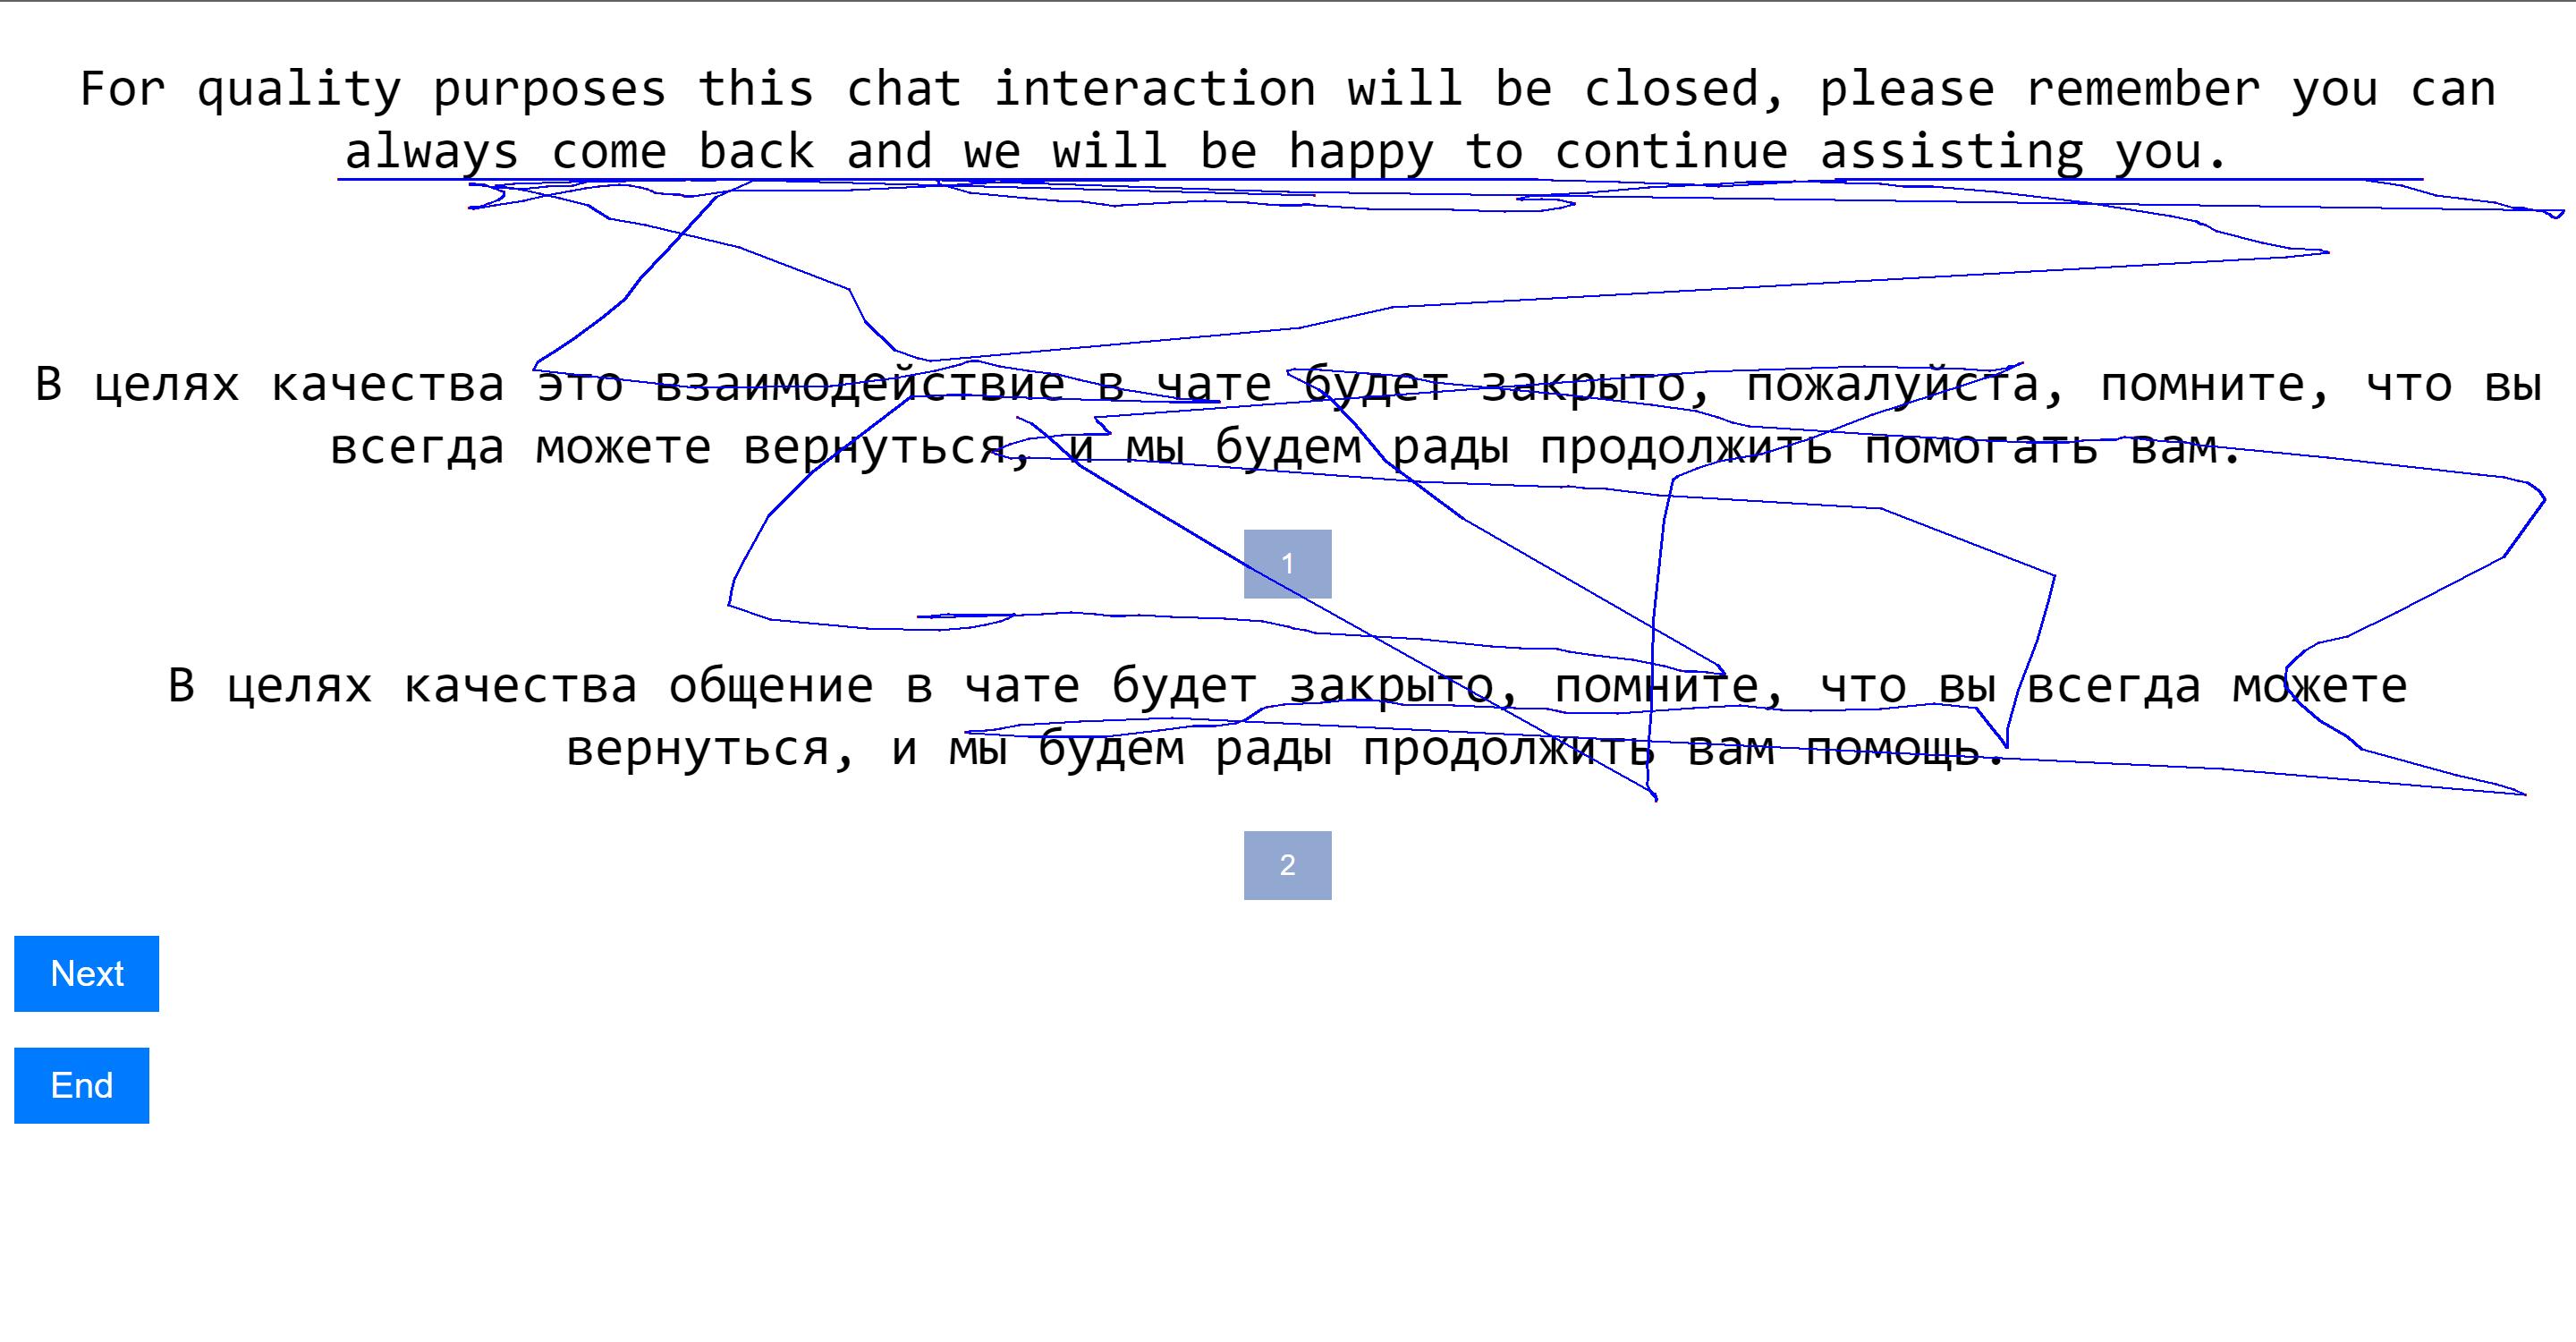 For quality purposes this chat interaction will be closed, please remember you can
always come back and we will be happy to continue assisting you.
В целях качества это взаимодействие в чате будет закрыто, пожалуйста, помните, что вы
всегда можете вернуться, и мы будем рады продолжить помогать вам.
1
В целях качества общение в чате будет закрыто, помните, что вы всегда можете
вернуться, и мы будем рады продолжить вам помощь.
2
Next
End